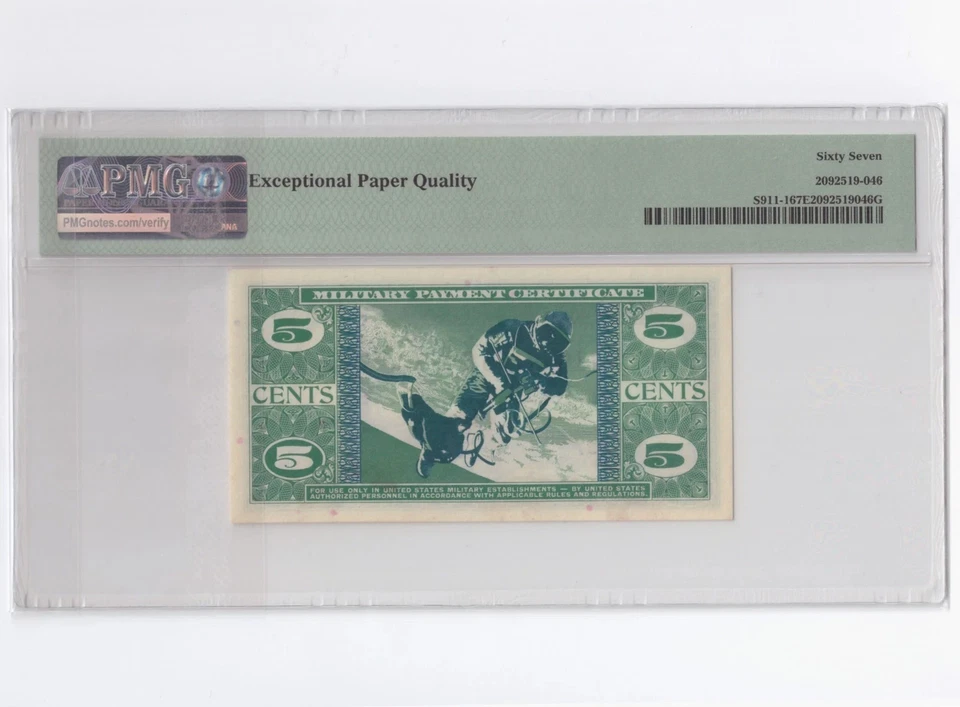 PMG
PMGnotes.com/verify
Exceptional Paper Quality
Sixty Seven
2092519-046
S911-167E2092519046G
MILITARY PAYMENT CERTIFICATE
5 5
CENTS CENTS
5 5
FOR USE ONLY IN UNITED STATES MILITARY ESTABLISHMENTS — BY UNITED STATES
AUTHORIZED PERSONNEL IN ACCORDANCE WITH APPLICABLE RULES AND REGULATIONS.